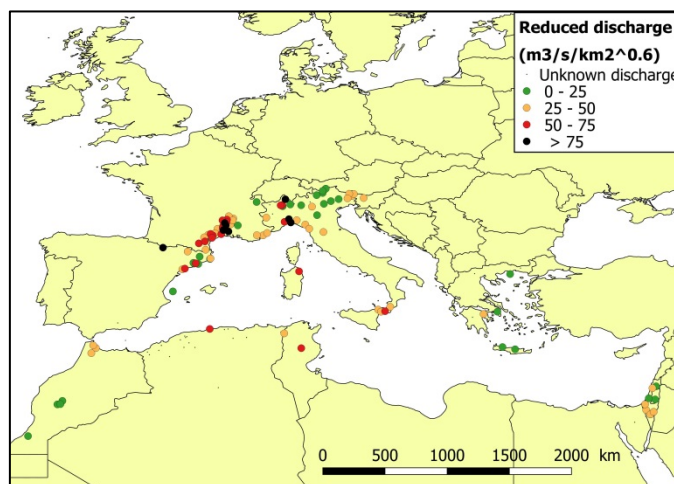 Reduced discharge
(m3/s/km2^0.6)
Unknown discharge
0 - 25
25 - 50
50 - 75
> 75
0 500 1000 1500 2000 km